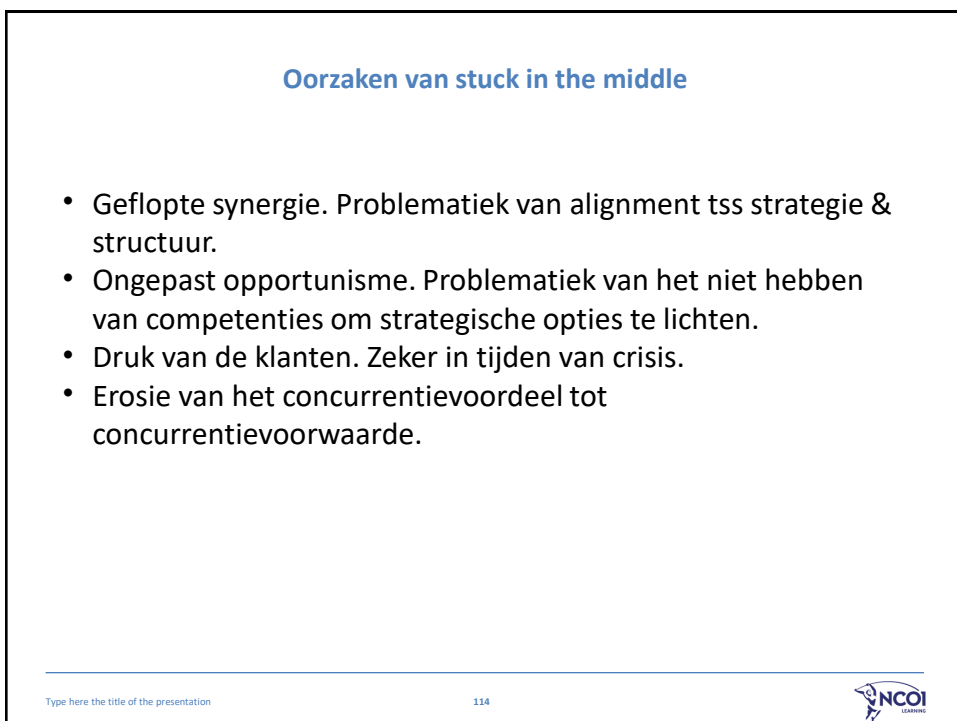 Oorzaken van stuck in the middle
• Geflopte synergie. Problematiek van alignment tss strategie &
structuur.
• Ongepast opportunisme. Problematiek van het niet hebben
van competenties om strategische opties te lichten.
• Druk van de klanten. Zeker in tijden van crisis.
• Erosie van het concurrentievoordeel tot
concurrentievoorwaarde.
Type here the title of the presentation
114
NCOI
LEARNING